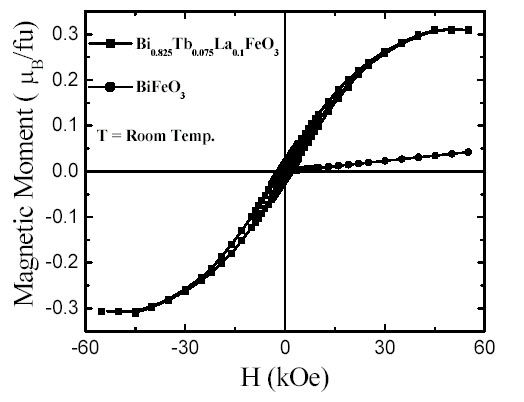 Magnetic Moment ( μB/fu)
0.3
0.2
0.1
0.0
-0.1
-0.2
-0.3
Bi0.825Tb0.075La0.1FeO3
BiFeO3
T = Room Temp.
-60
-30
0
30
60
H (kOe)